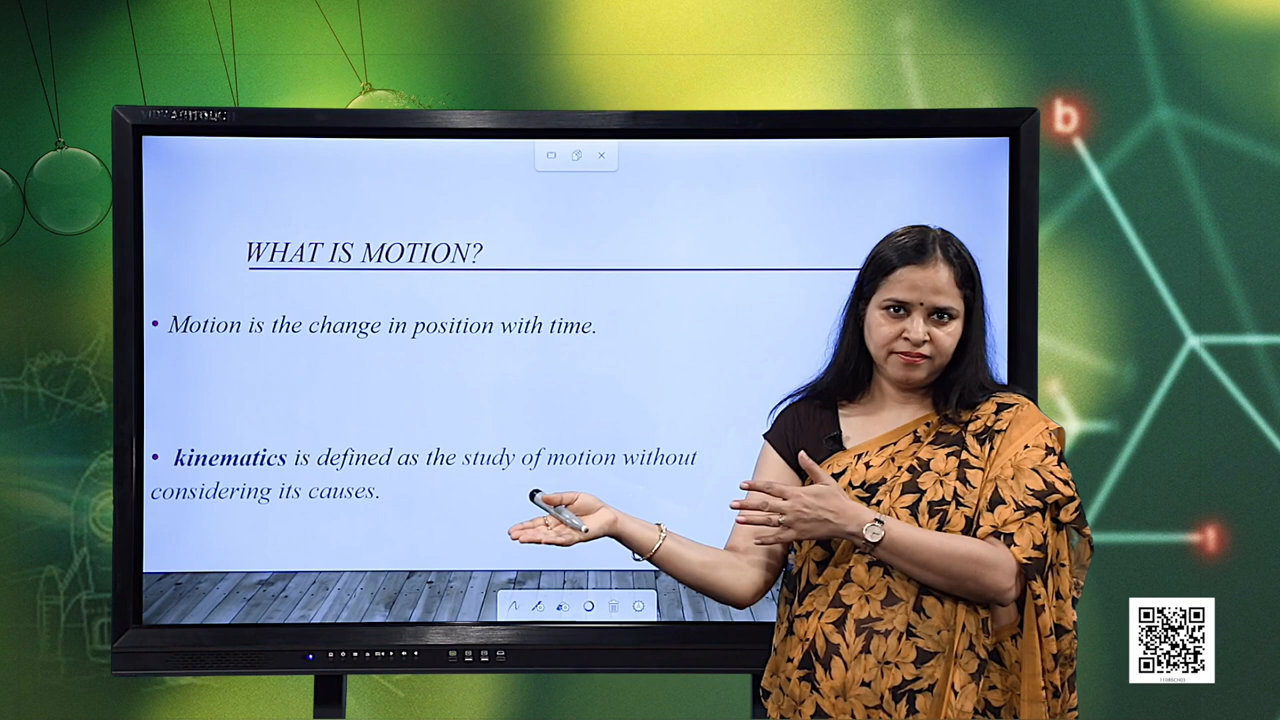 b
WHAT IS MOTION?
• Motion is the change in position with time.
• kinematics is defined as the study of motion without
considering its causes.